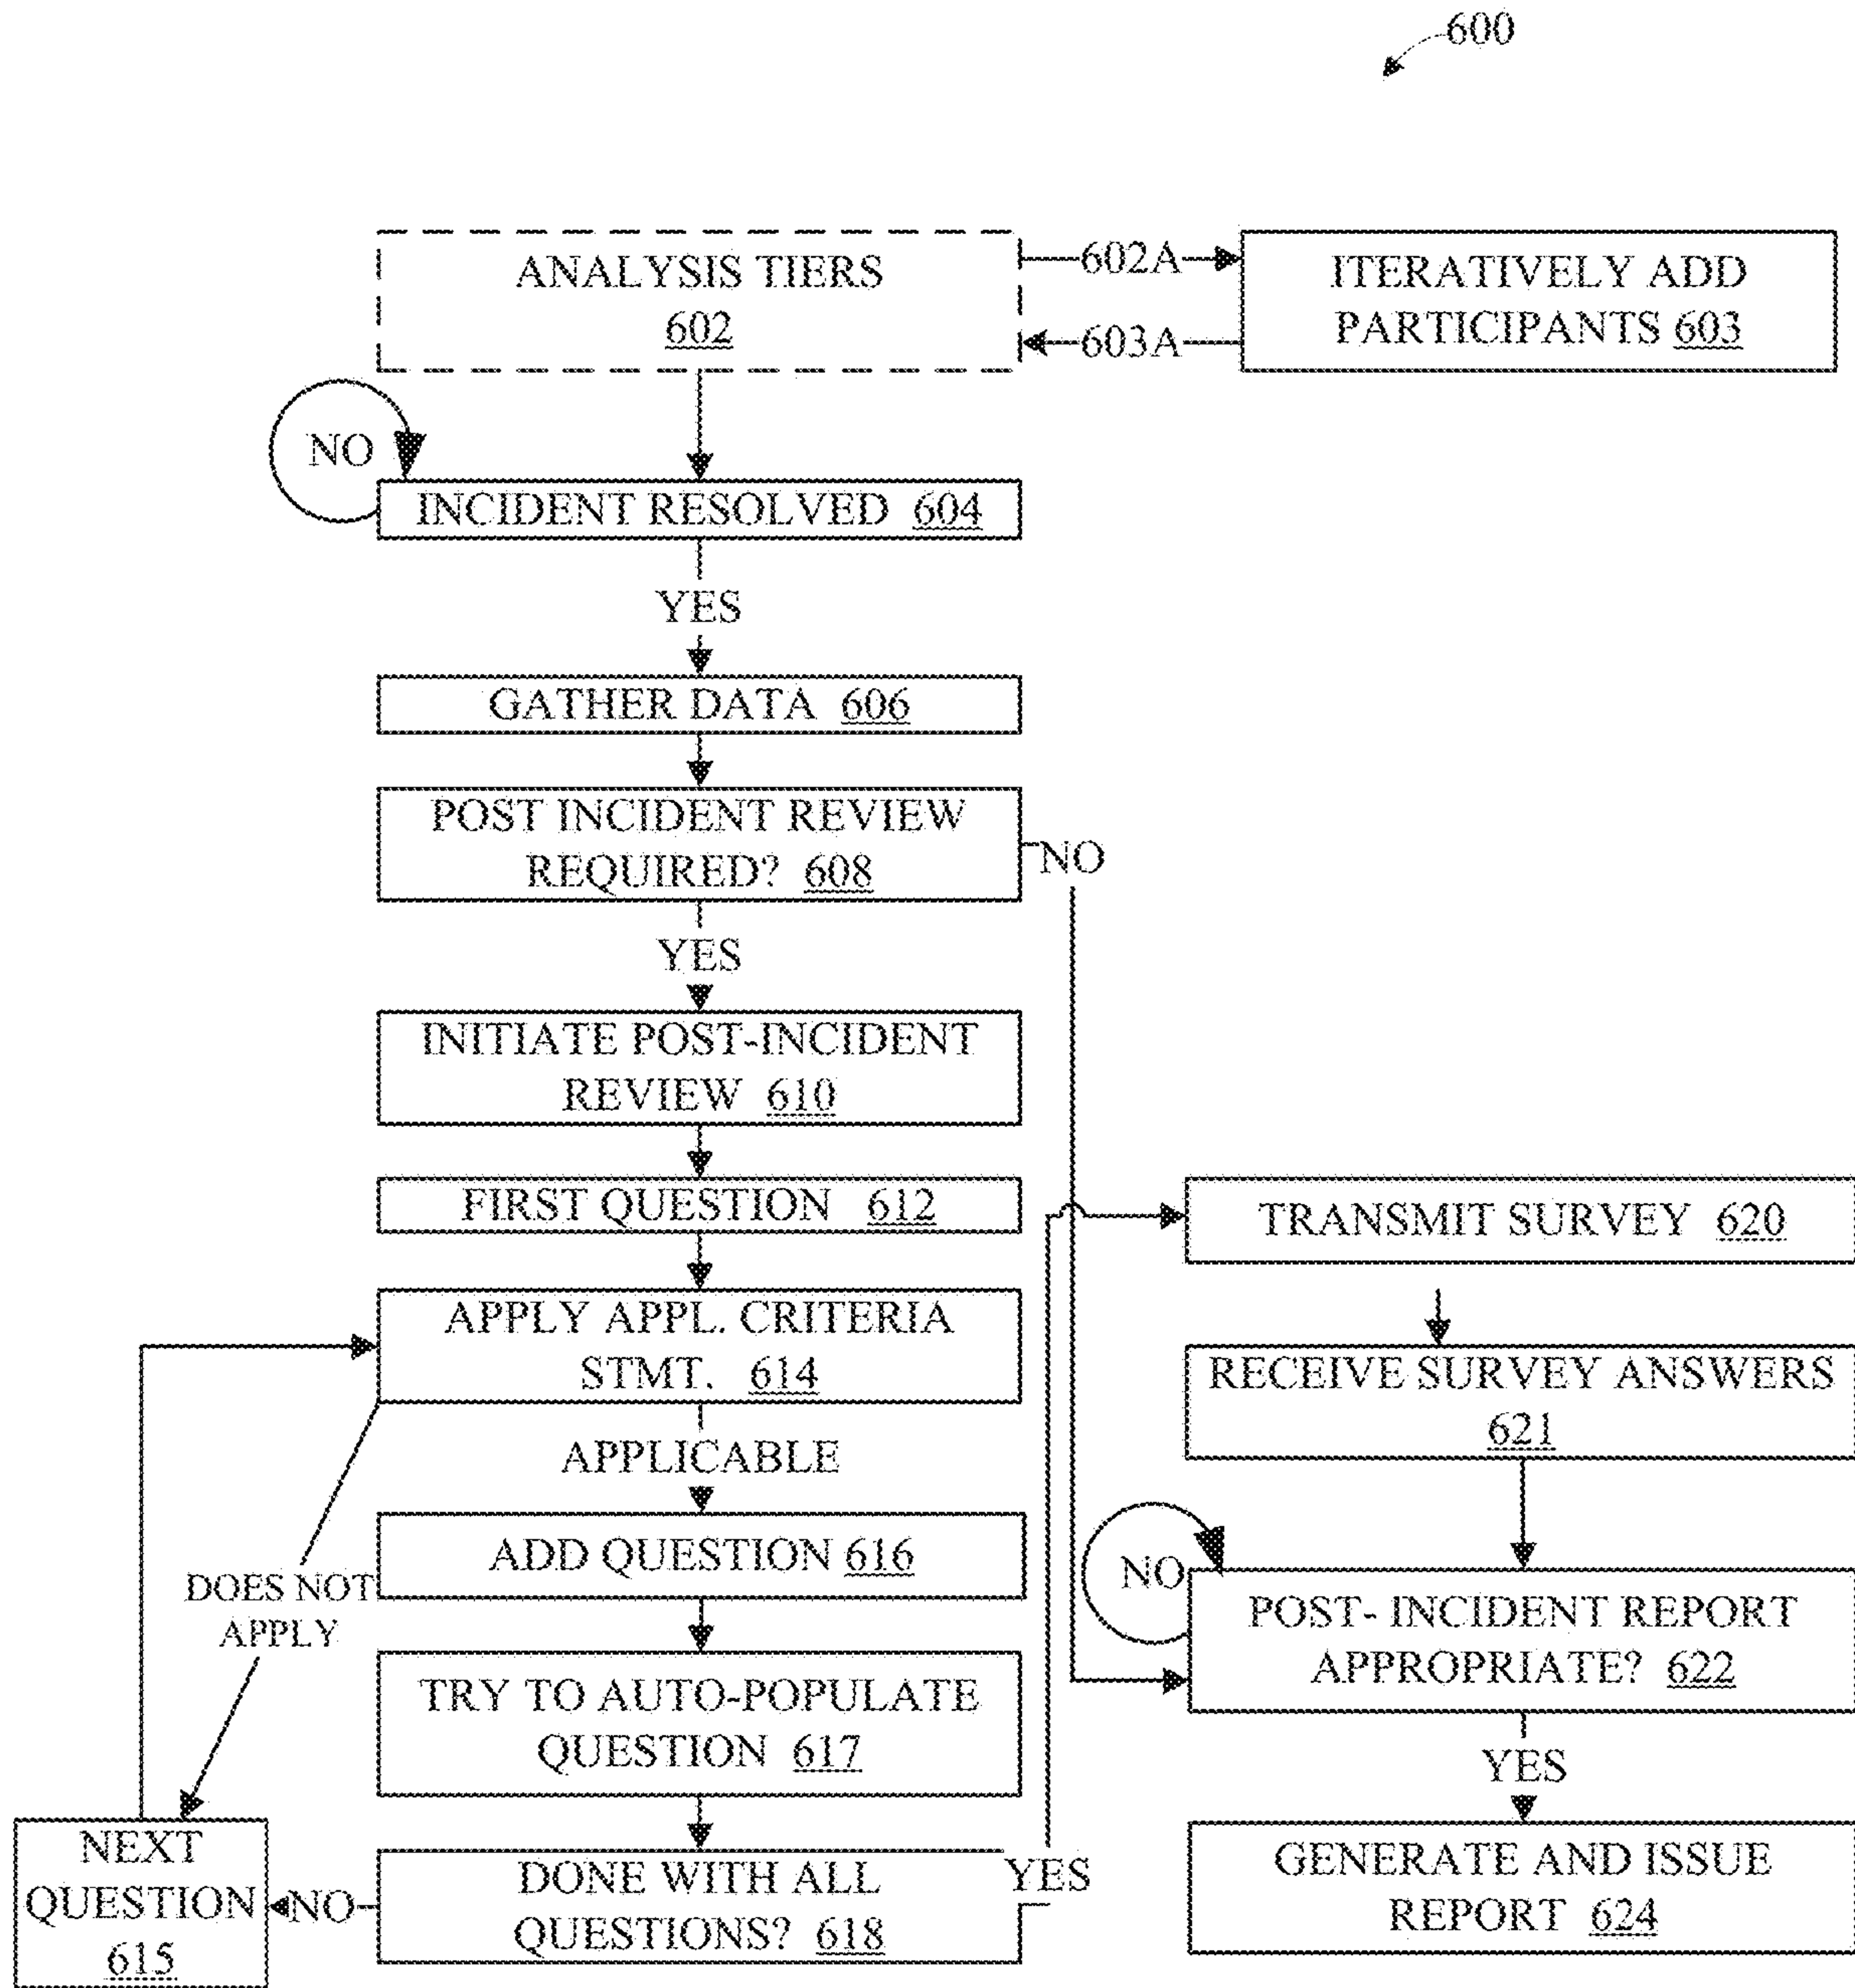 600
ANALYSIS TIERS
602
602A
603A
ITERATIVELY ADD
PARTICIPANTS 603
NO
INCIDENT RESOLVED 604
YES
GATHER DATA 606
POST INCIDENT REVIEW
REQUIRED? 608
NO
YES
INITIATE POST-INCIDENT
REVIEW 610
FIRST QUESTION 612
APPLY APPL. CRITERIA
STMT. 614
APPLICABLE
DOES NOT
APPLY
ADD QUESTION 616
TRY TO AUTO-POPULATE
QUESTION 617
DONE WITH ALL
QUESTIONS? 618
NO
NEXT
QUESTION
615
YES
TRANSMIT SURVEY 620
RECEIVE SURVEY ANSWERS
621
NO
POST- INCIDENT REPORT
APPROPRIATE? 622
YES
GENERATE AND ISSUE
REPORT 624